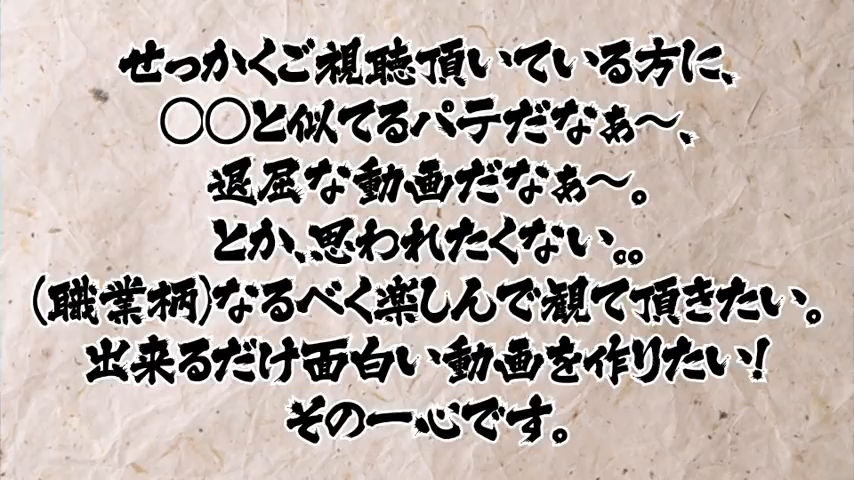 せっかくご視聴頂いている方に、
○○と似てるパテだなぁ～、
退屈な動画だなぁ～。
とか、思われたくない。。
(職業柄)なるべく楽しんで観て頂きたい。
出来るだけ面白い動画を作りたい！
その一心です。